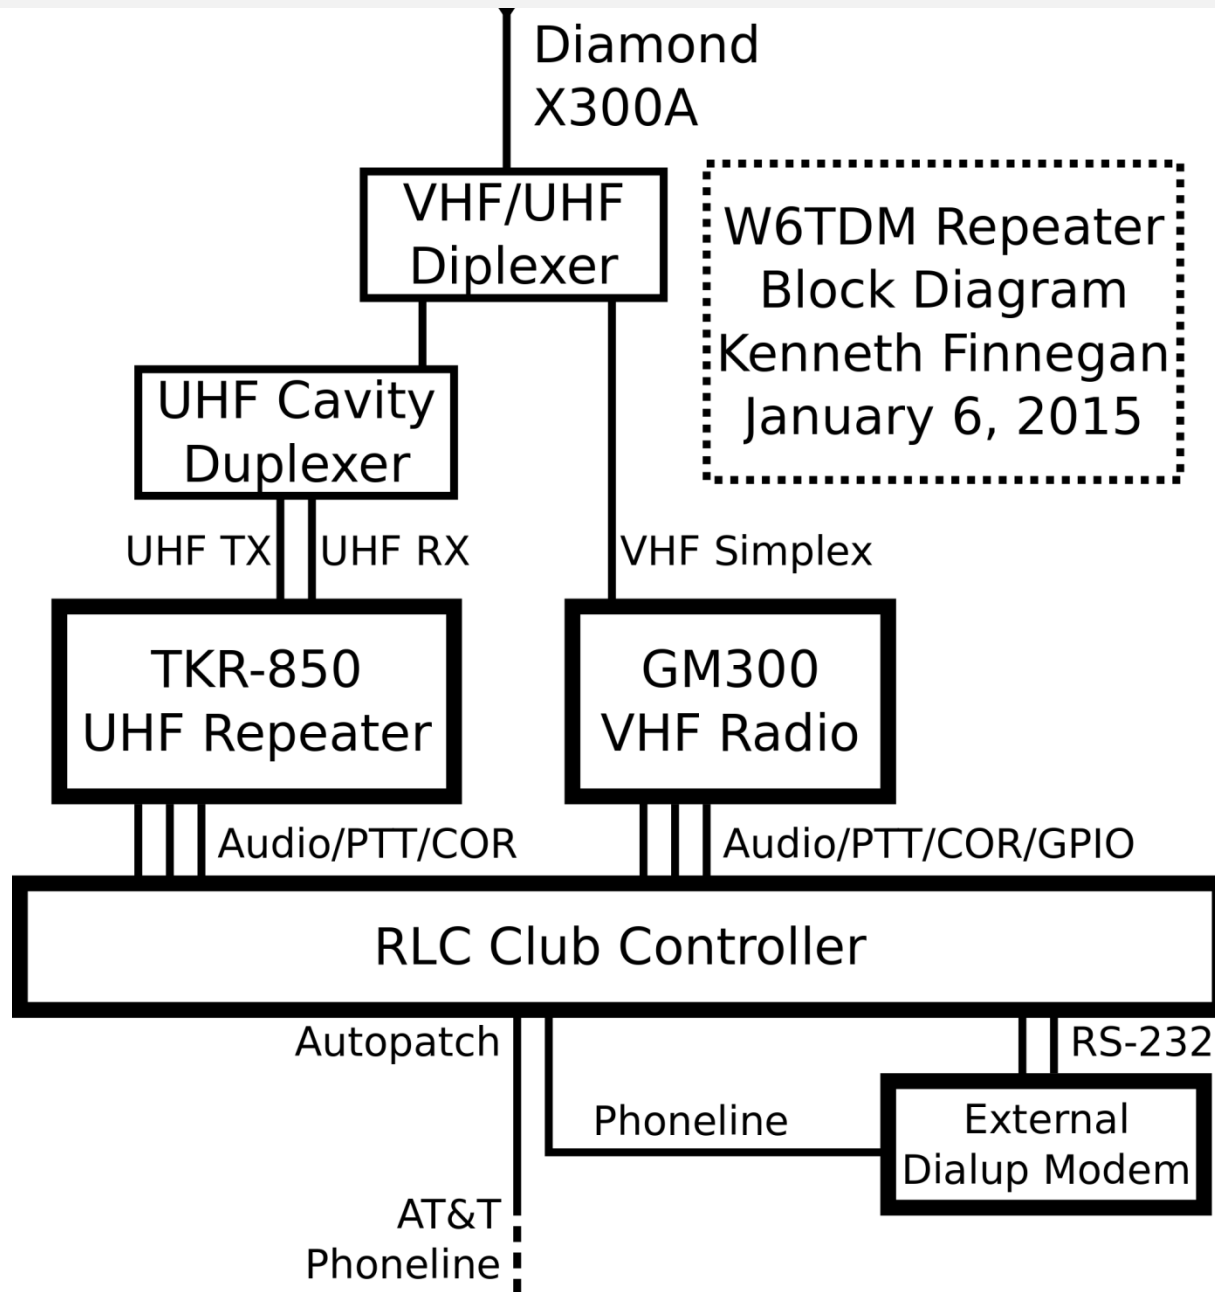 Diamond
X300A
VHF/UHF
Diplexer
W6TDM Repeater
Block Diagram
Kenneth Finnegan
January 6, 2015
UHF Cavity
Duplexer
UHF TX
UHF RX
VHF Simplex
TKR-850
UHF Repeater
GM300
VHF Radio
Audio/PTT/COR
Audio/PTT/COR/GPIO
RLC Club Controller
Autopatch
RS-232
Phoneline
External
Dialup Modem
AT&T
Phoneline